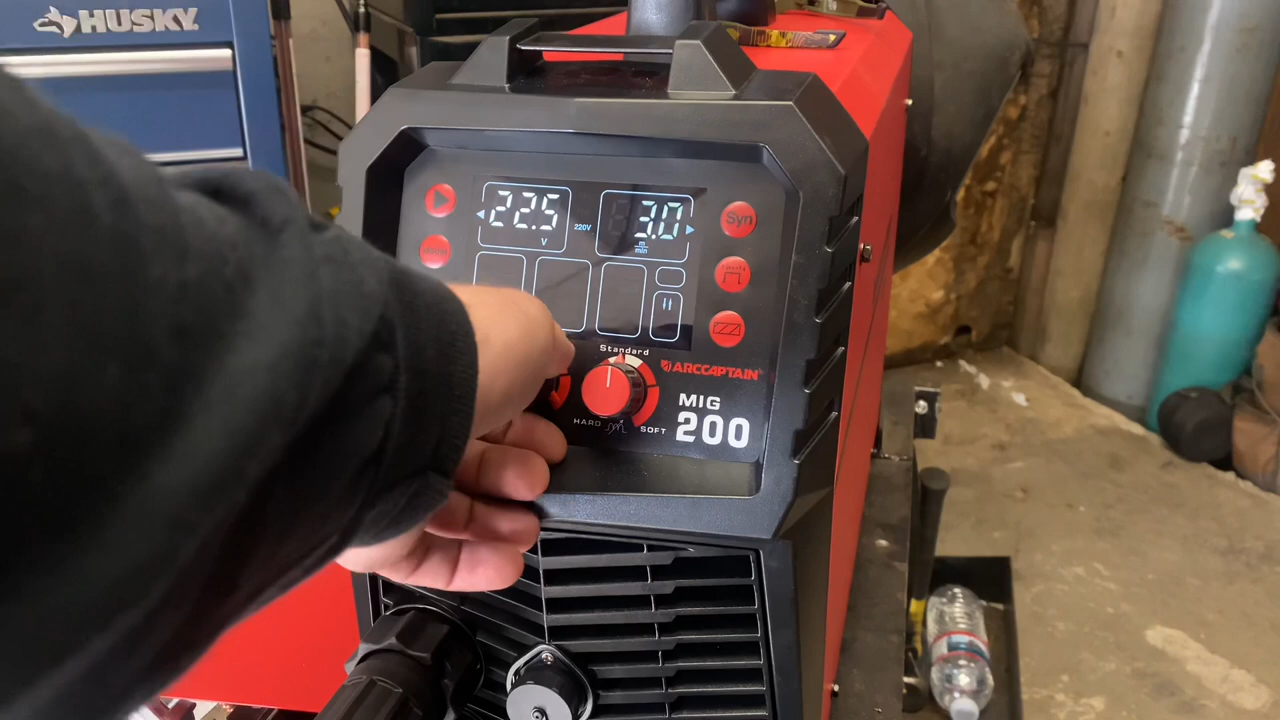 HUSKY
22.5
V
220V
3.0
m
min
Syn
Standard
ARCCAPTAIN
HARD
SOFT
MIG
200